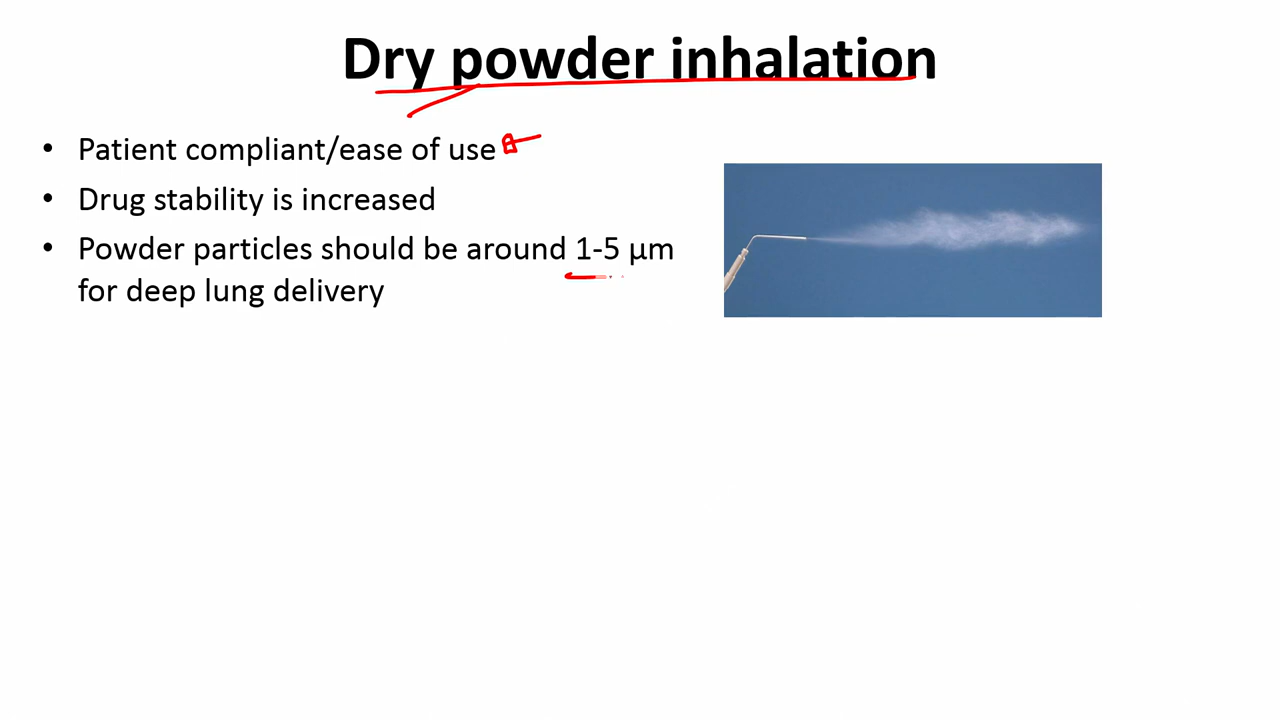 Dry powder inhalation
• Patient compliant/ease of use
• Drug stability is increased
• Powder particles should be around 1-5 µm
for deep lung delivery